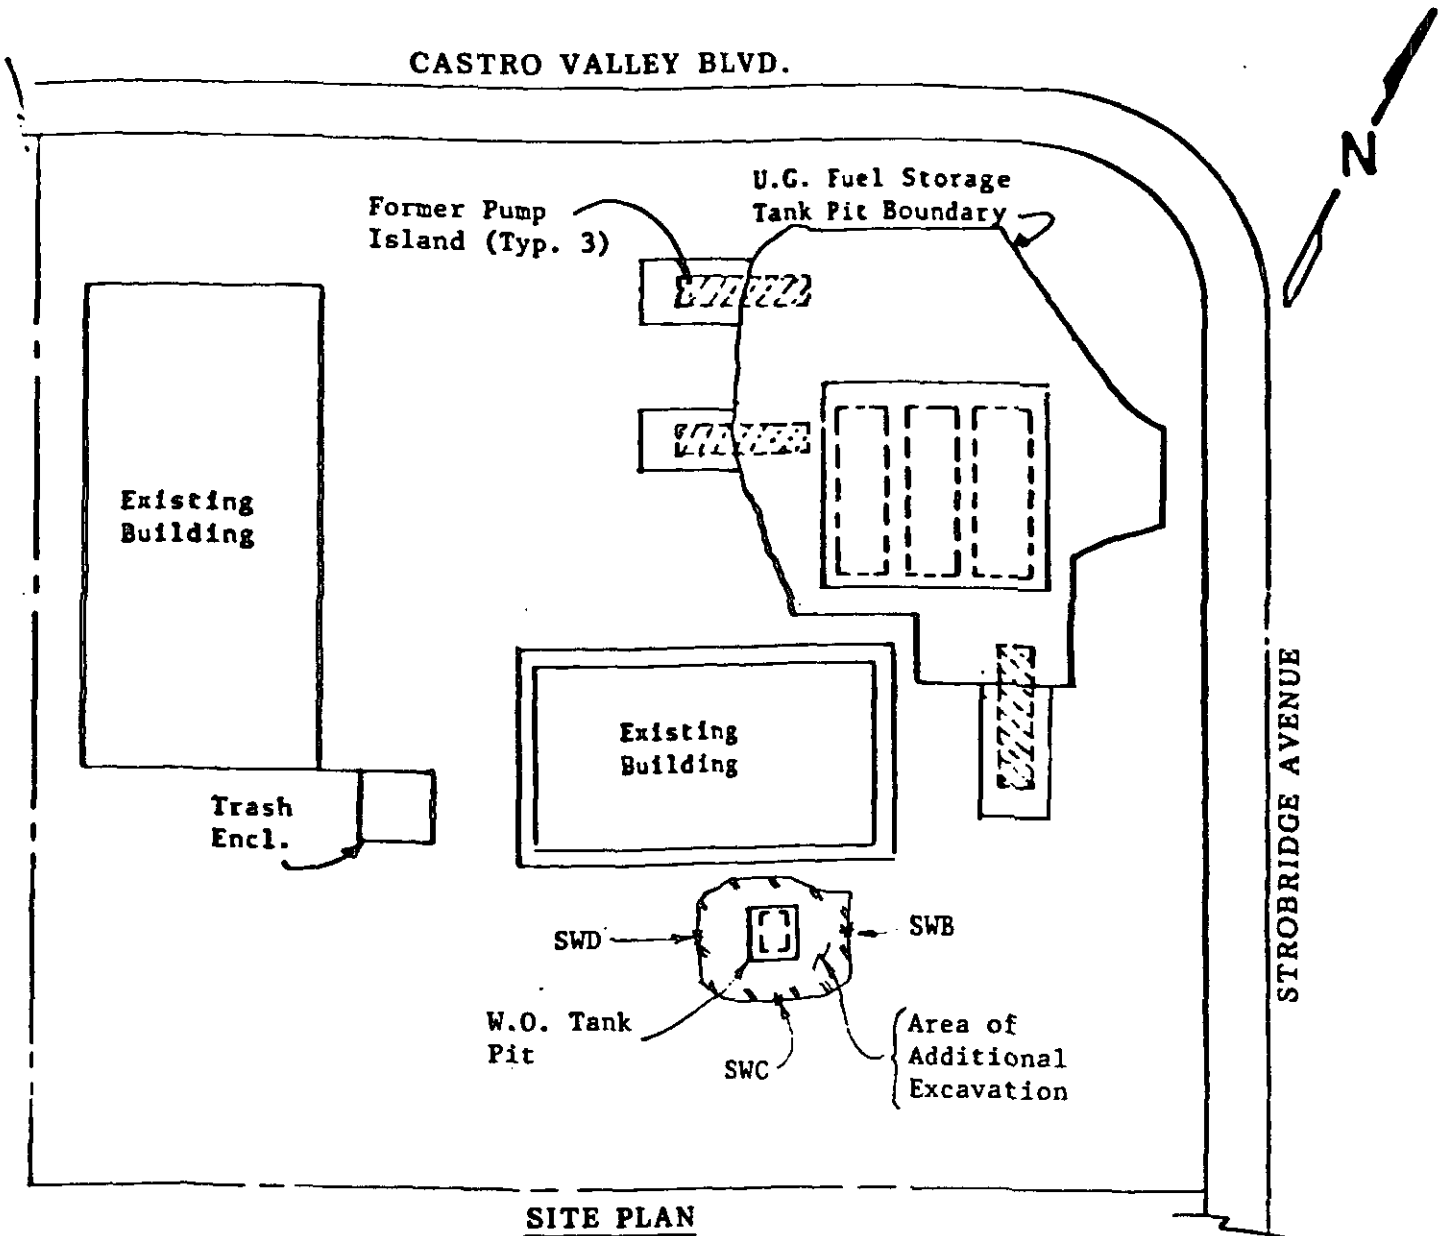 CASTRO VALLEY BLVD.
N
U.G. Fuel Storage
Tank Pit Boundary
Former Pump
Island (Typ. 3)
Existing
Building
Existing
Building
Trash
Encl.
STROBRIDGE AVENUE
SWD
SWB
W.O. Tank
Pit
SWC
Area of
Additional
Excavation
SITE PLAN